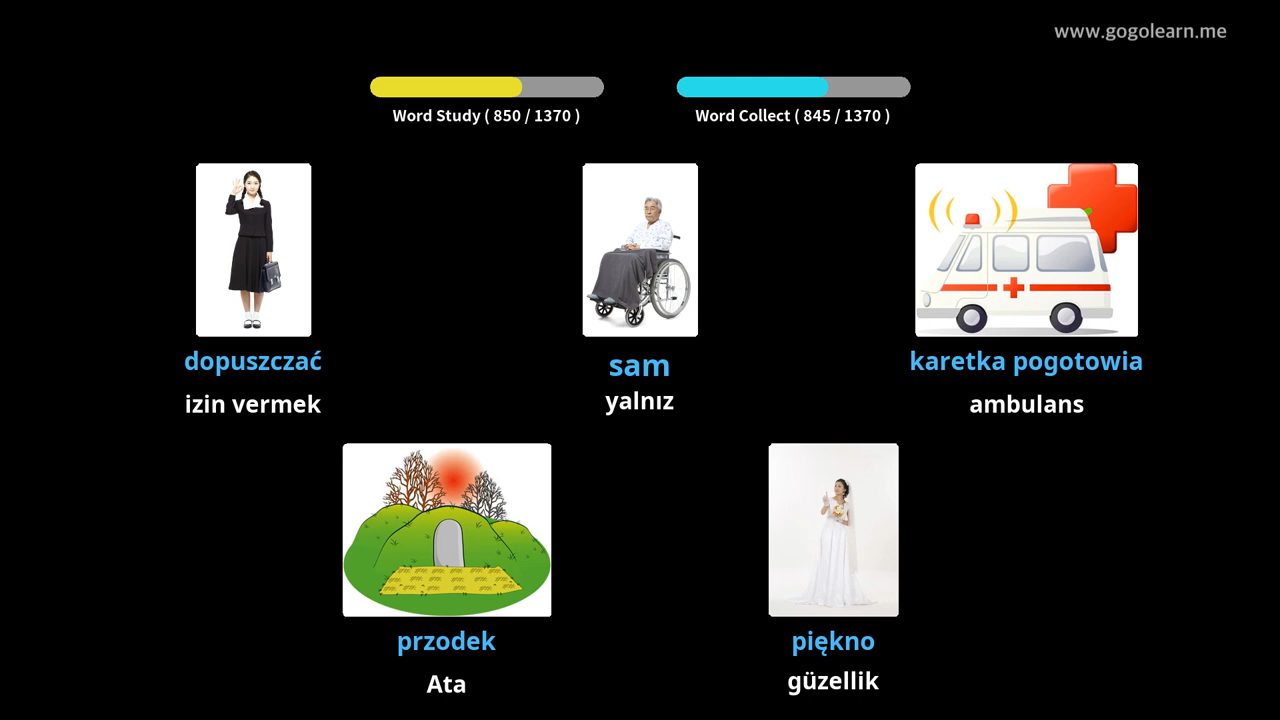 www.gogolearn.me
Word Study ( 850 / 1370 )
Word Collect ( 845 / 1370 )
dopuszczać
izin vermek
sam
yalnız
karetka pogotowia
ambulans
przodek
Ata
piękno
güzellik